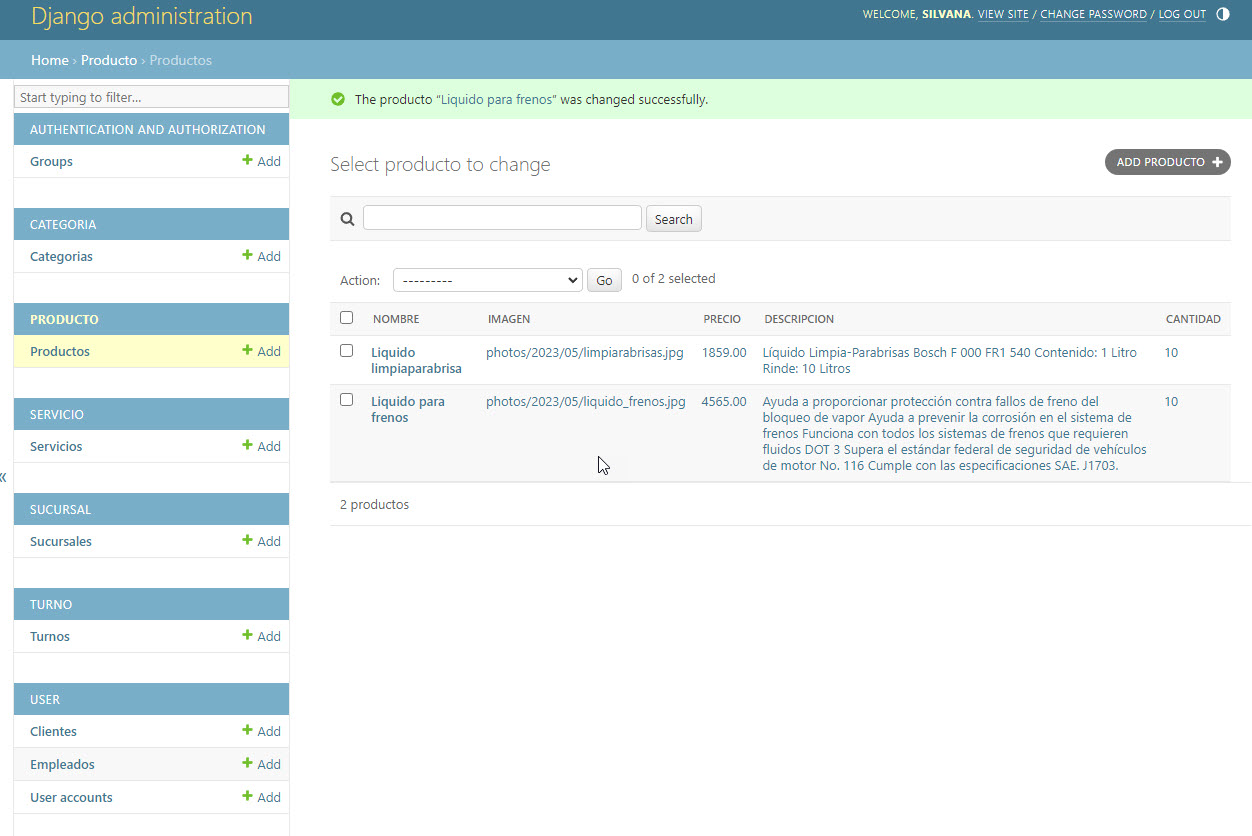 Django administration
WELCOME, SILVANA. VIEW SITE / CHANGE PASSWORD / LOG OUT
Home › Producto › Productos
Start typing to filter...
AUTHENTICATION AND AUTHORIZATION
Groups + Add
CATEGORIA
Categorias + Add
PRODUCTO
Productos + Add
SERVICIO
Servicios + Add
SUCURSAL
Sucursales + Add
TURNO
Turnos + Add
USER
Clientes + Add
Empleados + Add
User accounts + Add
«
The producto “Liquido para frenos” was changed successfully.
Select producto to change
ADD PRODUCTO +
Search
Action: --------- Go 0 of 2 selected
NOMBRE IMAGEN PRECIO DESCRIPCION CANTIDAD
Liquido
limpiaparabrisa
photos/2023/05/limpiarabrisas.jpg
1859.00
Líquido Limpia-Parabrisas Bosch F 000 FR1 540 Contenido: 1 Litro
Rinde: 10 Litros
10
Liquido para
frenos
photos/2023/05/liquido_frenos.jpg
4565.00
Ayuda a proporcionar protección contra fallos de freno del
bloqueo de vapor Ayuda a prevenir la corrosión en el sistema de
frenos Funciona con todos los sistemas de frenos que requieren
fluidos DOT 3 Supera el estándar federal de seguridad de vehículos
de motor No. 116 Cumple con las especificaciones SAE. J1703.
10
2 productos